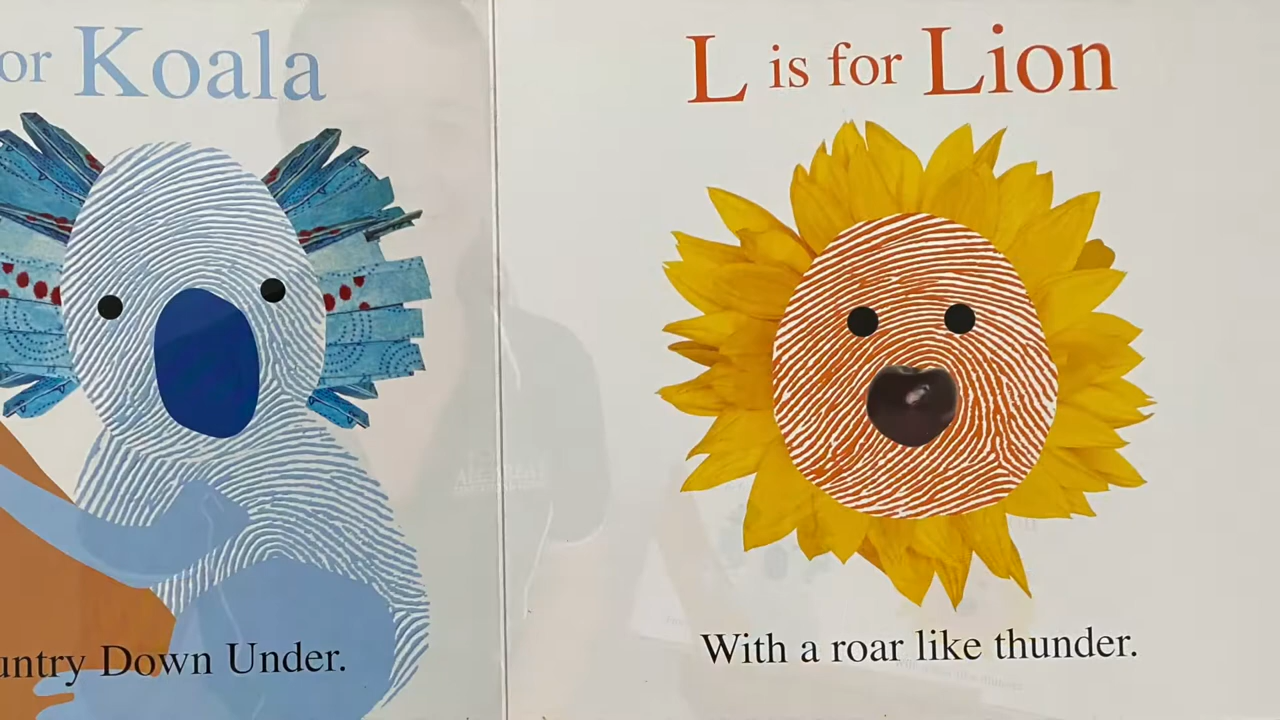 or Koala
untry Down Under.
L is for Lion
With a roar like thunder.